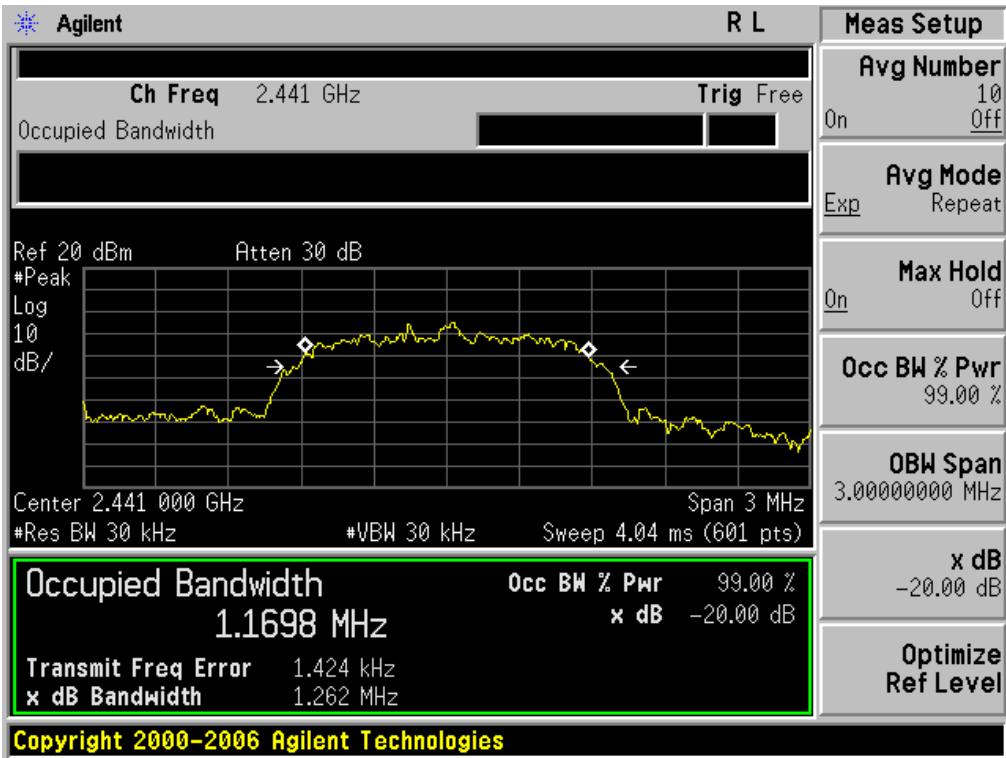 Agilent R L
Ch Freq 2.441 GHz Trig Free
Occupied Bandwidth
Ref 20 dBm Atten 30 dB
#Peak
Log
10
dB/
Center 2.441 000 GHz Span 3 MHz
#Res BW 30 kHz #VBW 30 kHz Sweep 4.04 ms (601 pts)
Occupied Bandwidth Occ BW % Pwr 99.00 %
1.1698 MHz x dB -20.00 dB
Transmit Freq Error 1.424 kHz
x dB Bandwidth 1.262 MHz
Copyright 2000-2006 Agilent Technologies
Meas Setup
Avg Number
10
On Off
Avg Mode
Exp Repeat
Max Hold
On Off
Occ BW % Pwr
99.00 %
OBW Span
3.00000000 MHz
x dB
-20.00 dB
Optimize
Ref Level